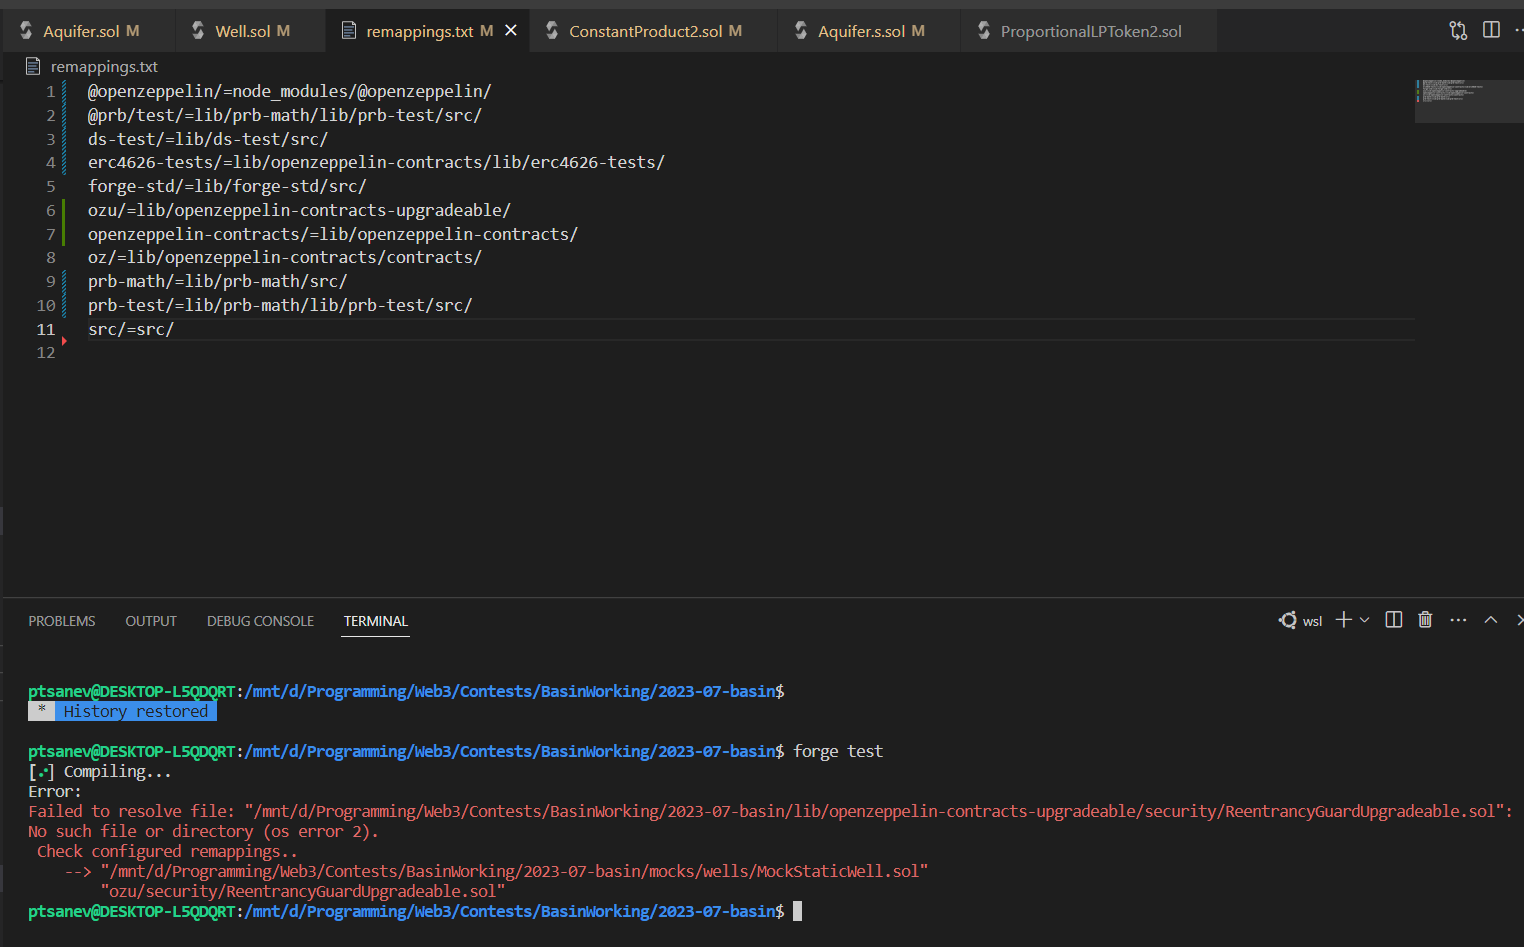 Aquifer.sol M Well.sol M remappings.txt M ConstantProduct2.sol M Aquifer.s.sol M ProportionalLPToken2.sol
remappings.txt
1 @openzeppelin/=node_modules/@openzeppelin/
2 @prb/test/=lib/prb-math/lib/prb-test/src/
3 ds-test/=lib/ds-test/src/
4 erc4626-tests/=lib/openzeppelin-contracts/lib/erc4626-tests/
5 forge-std/=lib/forge-std/src/
6 ozu/=lib/openzeppelin-contracts-upgradeable/
7 openzeppelin-contracts/=lib/openzeppelin-contracts/
8 oz/=lib/openzeppelin-contracts/contracts/
9 prb-math/=lib/prb-math/src/
10 prb-test/=lib/prb-math/lib/prb-test/src/
11 src/=src/
12
PROBLEMS OUTPUT DEBUG CONSOLE TERMINAL wsl
ptsanev@DESKTOP-L5QDQRT:/mnt/d/Programming/Web3/Contests/BasinWorking/2023-07-basin$
* History restored
ptsanev@DESKTOP-L5QDQRT:/mnt/d/Programming/Web3/Contests/BasinWorking/2023-07-basin$ forge test
[⠔] Compiling...
Error:
Failed to resolve file: "/mnt/d/Programming/Web3/Contests/BasinWorking/2023-07-basin/lib/openzeppelin-contracts-upgradeable/security/ReentrancyGuardUpgradeable.sol":
No such file or directory (os error 2).
Check configured remappings..
--> "/mnt/d/Programming/Web3/Contests/BasinWorking/2023-07-basin/mocks/wells/MockStaticWell.sol"
"ozu/security/ReentrancyGuardUpgradeable.sol"
ptsanev@DESKTOP-L5QDQRT:/mnt/d/Programming/Web3/Contests/BasinWorking/2023-07-basin$